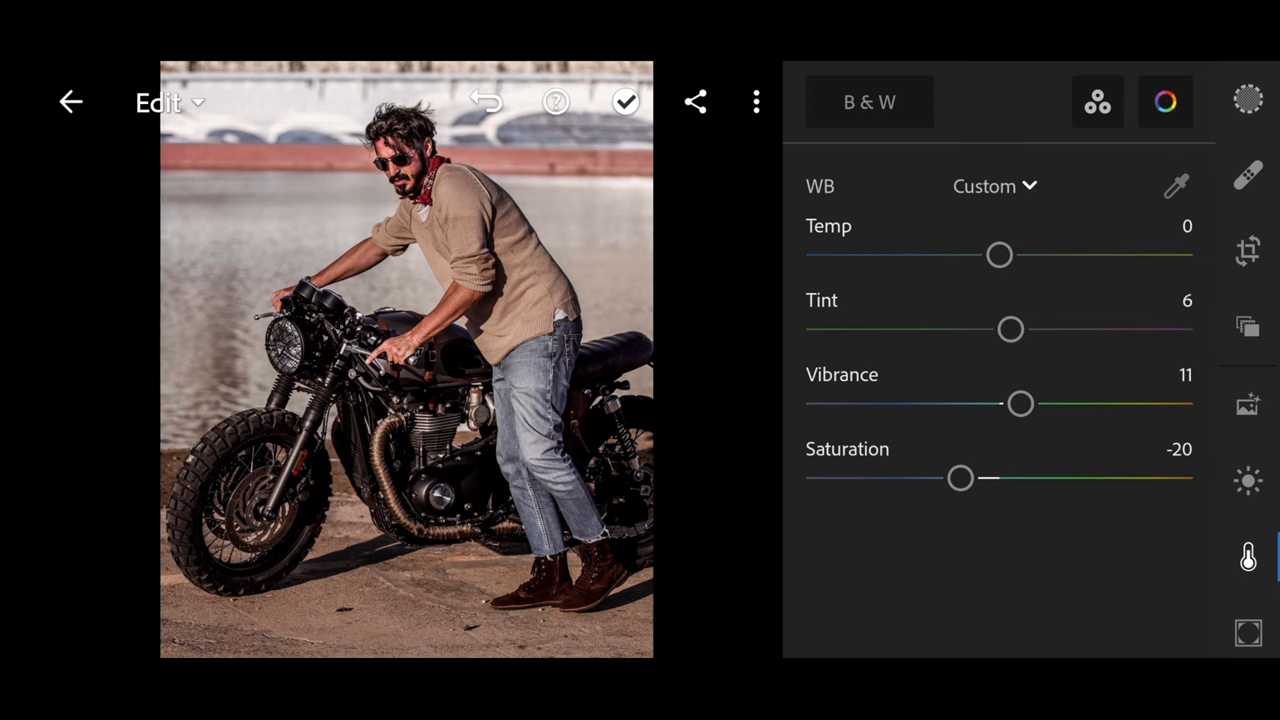 Edit
B & W
WB Custom
Temp 0
Tint 6
Vibrance 11
Saturation -20